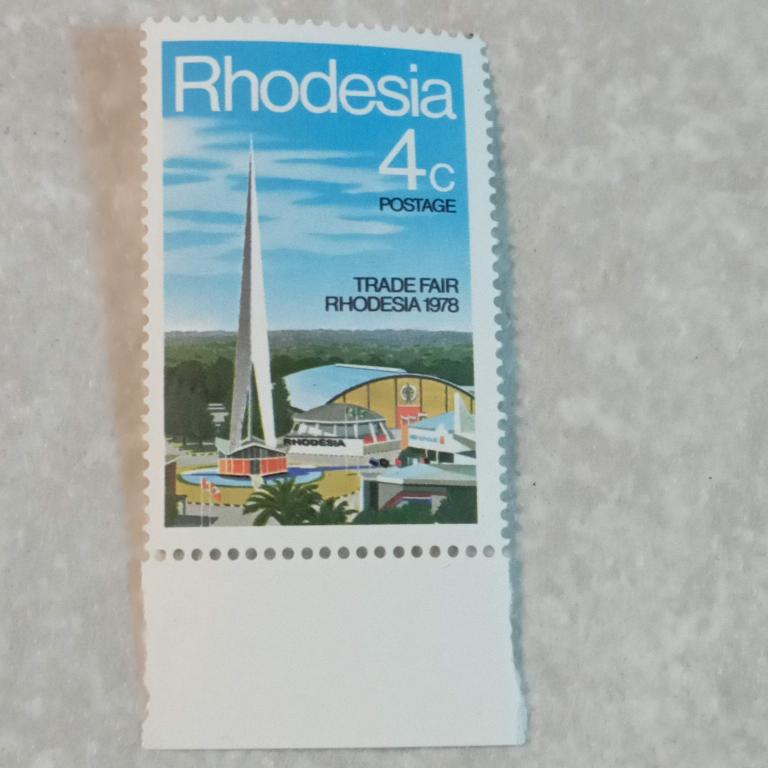 Rhodesia
4c
POSTAGE
TRADE FAIR
RHODESIA 1978
RHODESIA